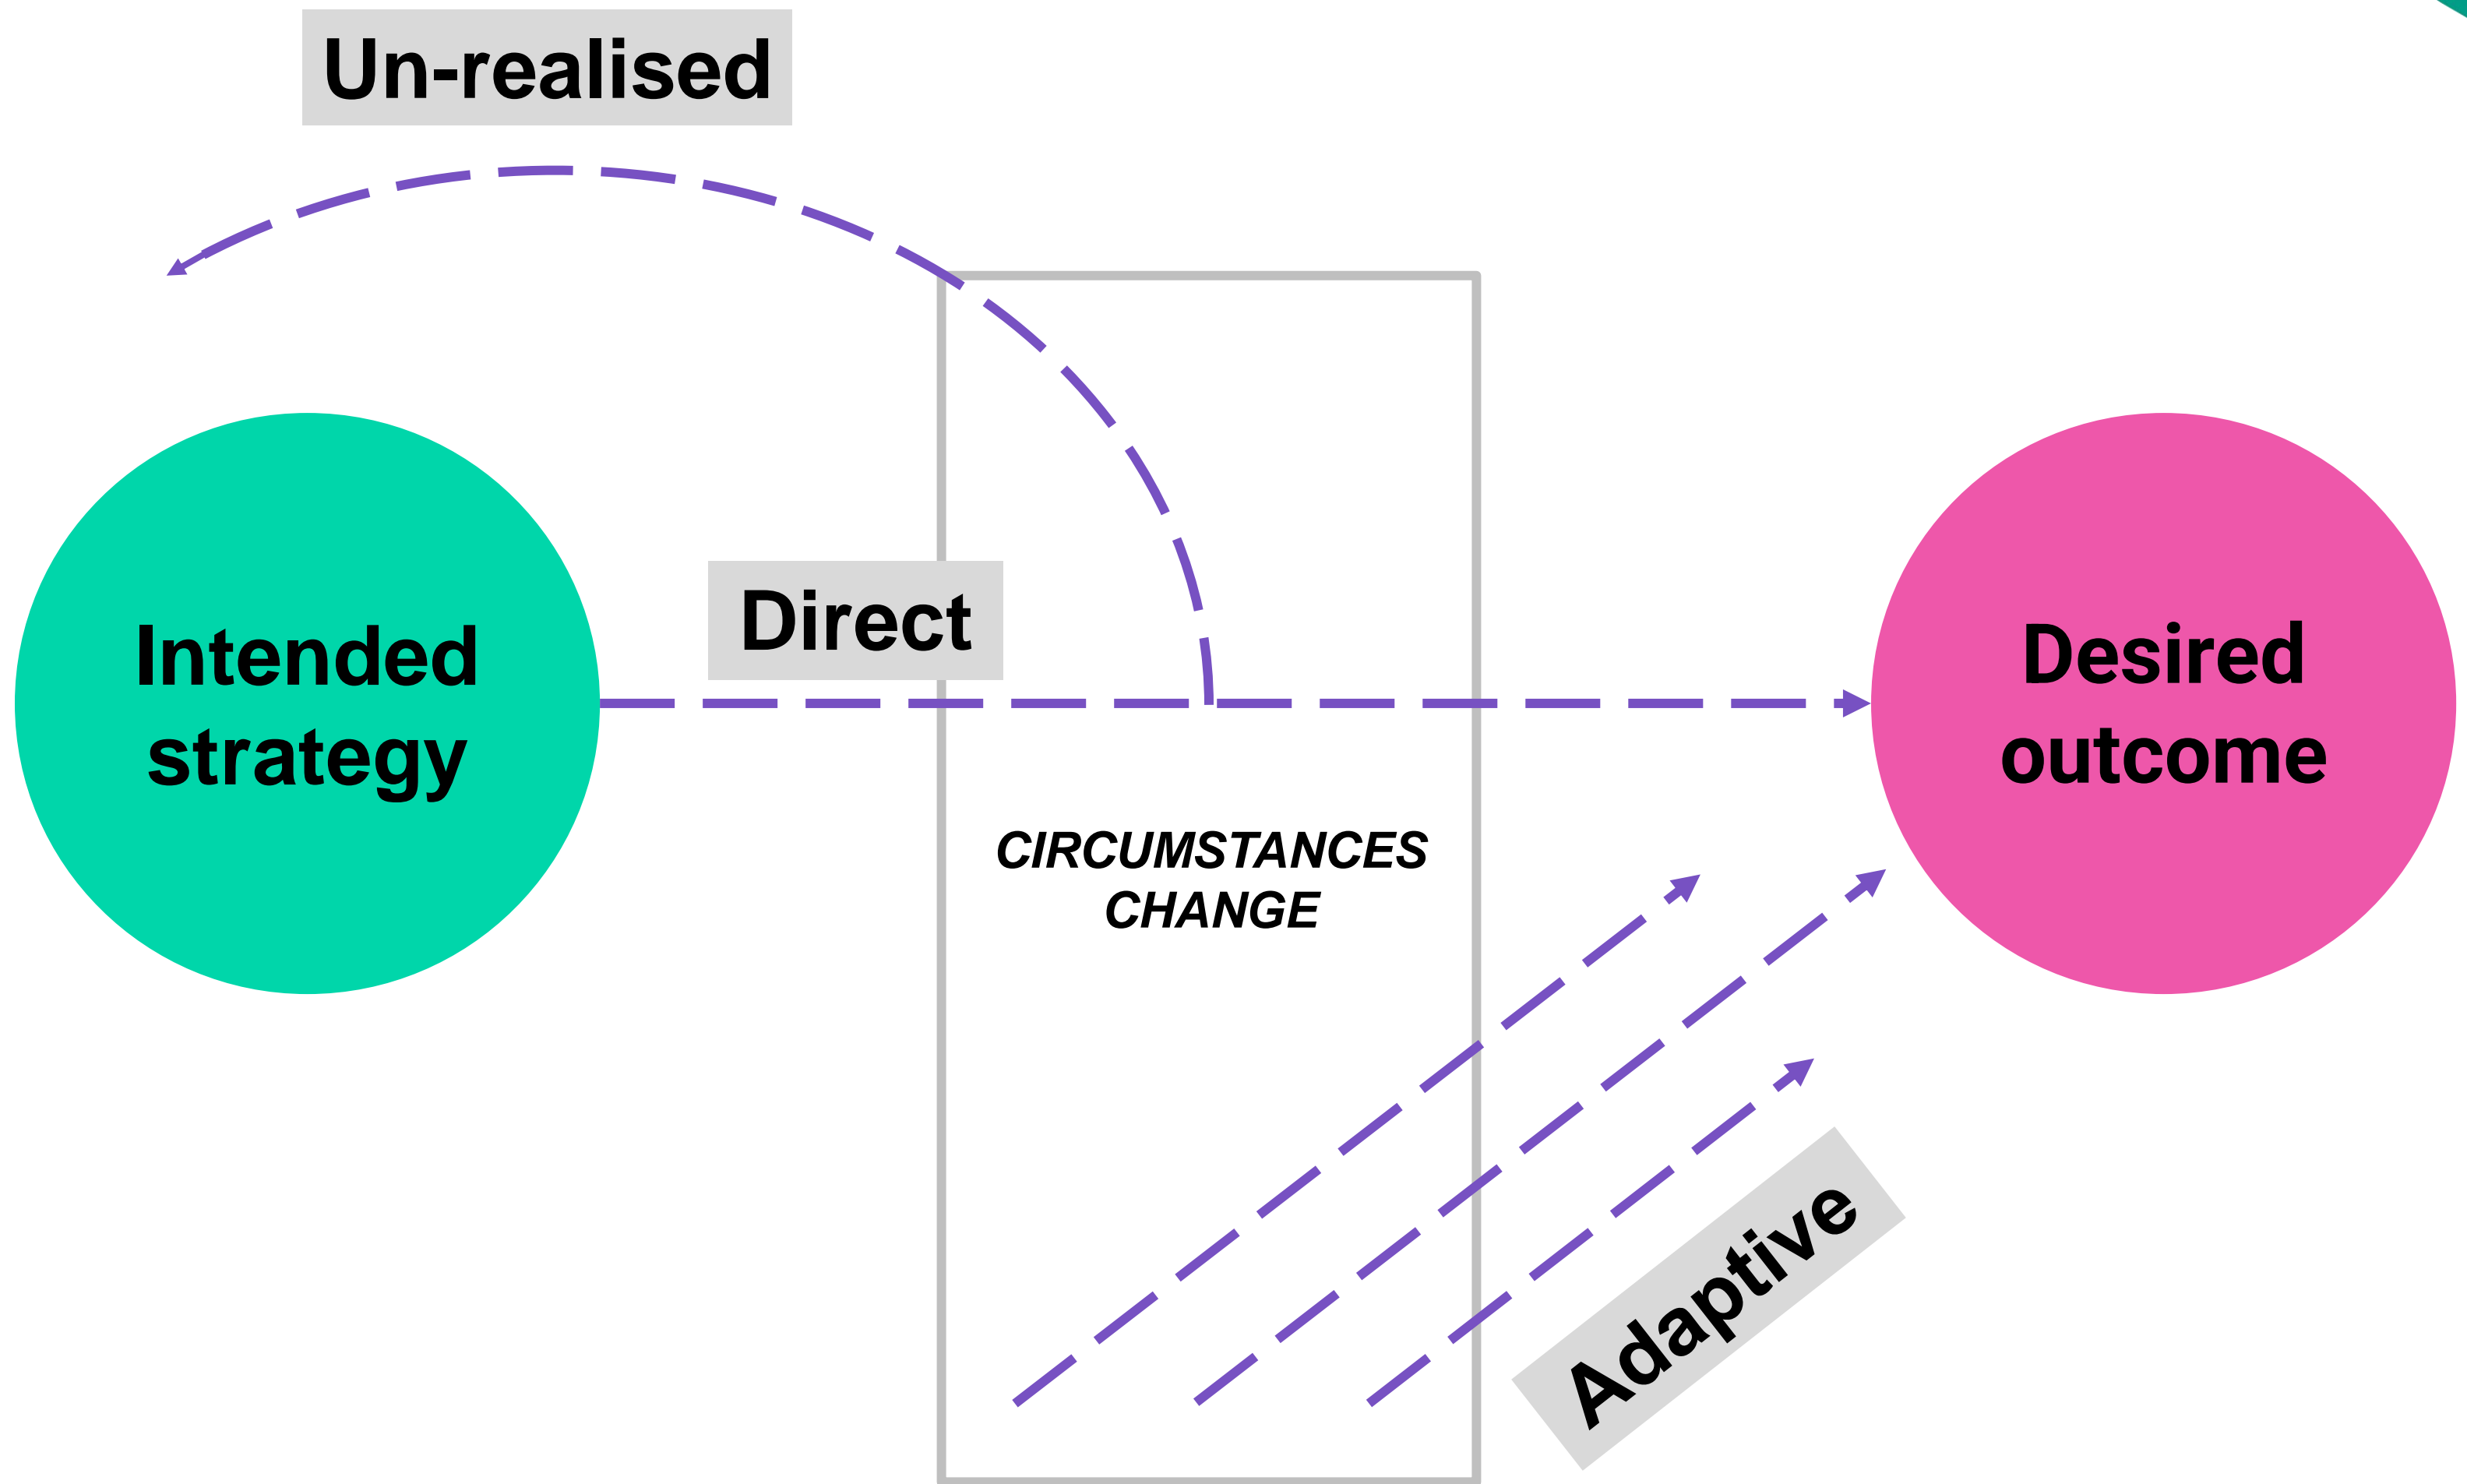 Un-realised
Direct
Intended
strategy
Desired
outcome
CIRCUMSTANCES
CHANGE
Adaptive